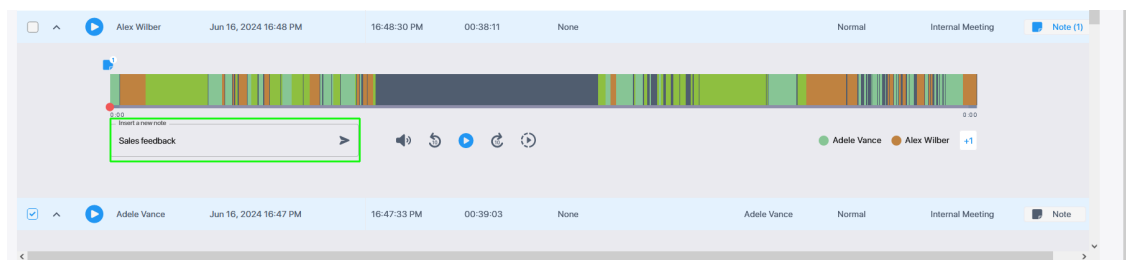 Alex Wilber Jun 16, 2024 16:48 PM 16:48:30 PM 00:38:11 None Normal Internal Meeting Note (1)
1
0:00 0:00
Insert a new note
Sales feedback
10 10
Adele Vance Alex Wilber +1
Adele Vance Jun 16, 2024 16:47 PM 16:47:33 PM 00:39:03 None Adele Vance Normal Internal Meeting Note